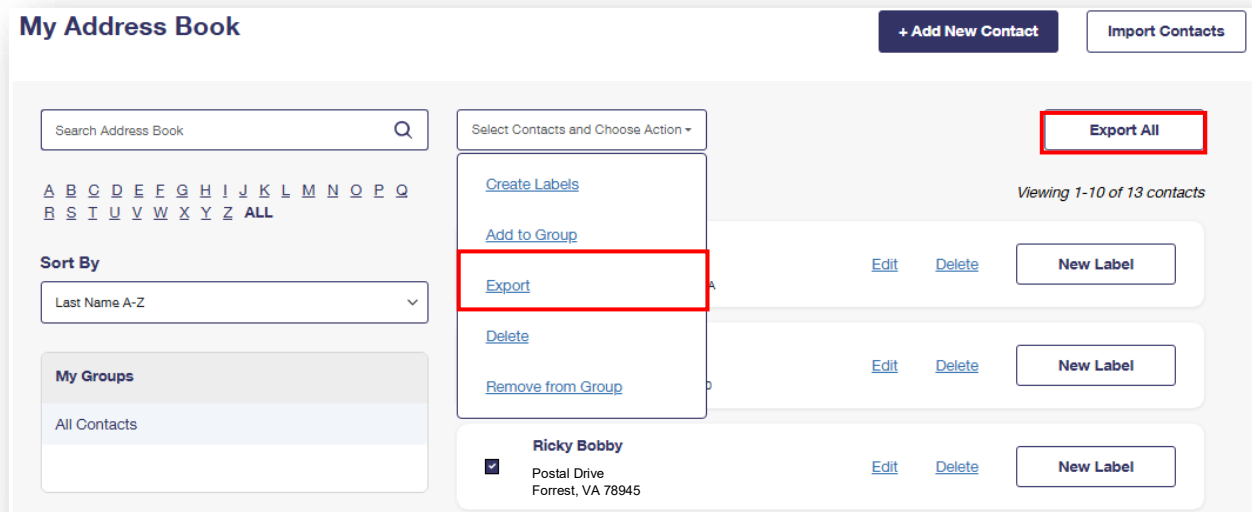 My Address Book
+ Add New Contact
Import Contacts
Search Address Book
Select Contacts and Choose Action
Export All
A B C D E F G H I J K L M N O P Q
R S T U V W X Y Z ALL
Viewing 1-10 of 13 contacts
Create Labels
Add to Group
Export
Delete
Remove from Group
Sort By
Last Name A-Z
My Groups
All Contacts
A
Edit Delete New Label
Edit Delete New Label
Ricky Bobby
Postal Drive
Forrest, VA 78945
Edit Delete New Label